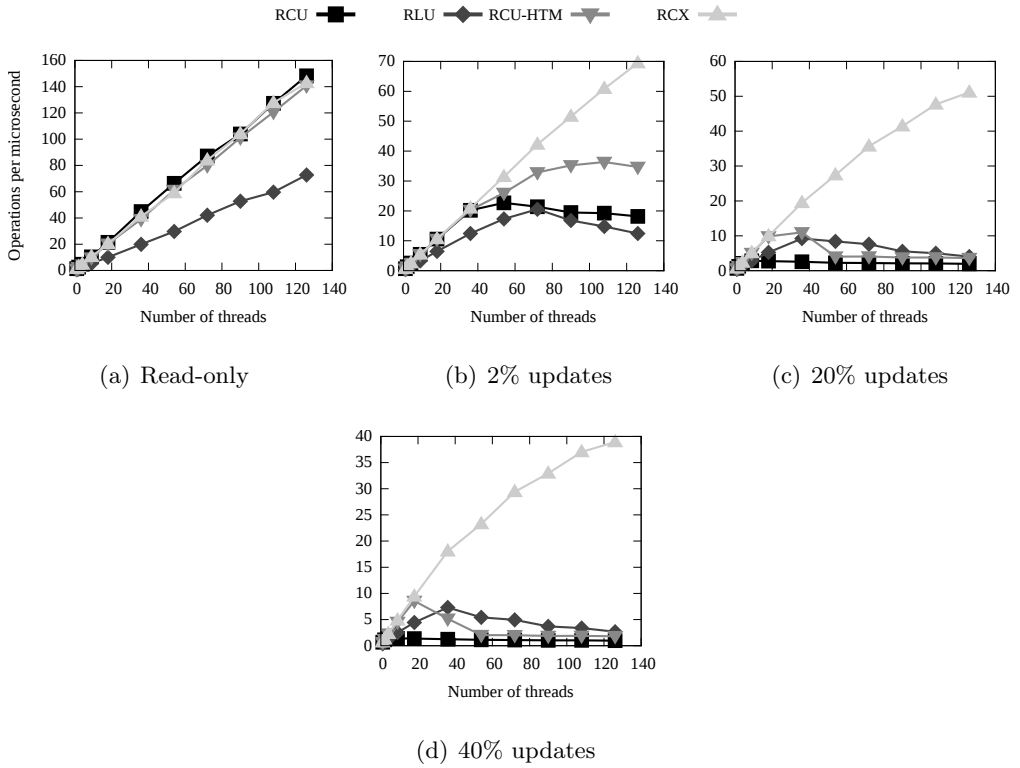 RCU RLU RCU-HTM RCX
Operations per microsecond
160
140
120
100
80
60
40
20
0
0 20 40 60 80 100 120 140
Number of threads
(a) Read-only
70
60
50
40
30
20
10
0
0 20 40 60 80 100 120 140
Number of threads
(b) 2% updates
60
50
40
30
20
10
0
0 20 40 60 80 100 120 140
Number of threads
(c) 20% updates
40
35
30
25
20
15
10
5
0
0 20 40 60 80 100 120 140
Number of threads
(d) 40% updates